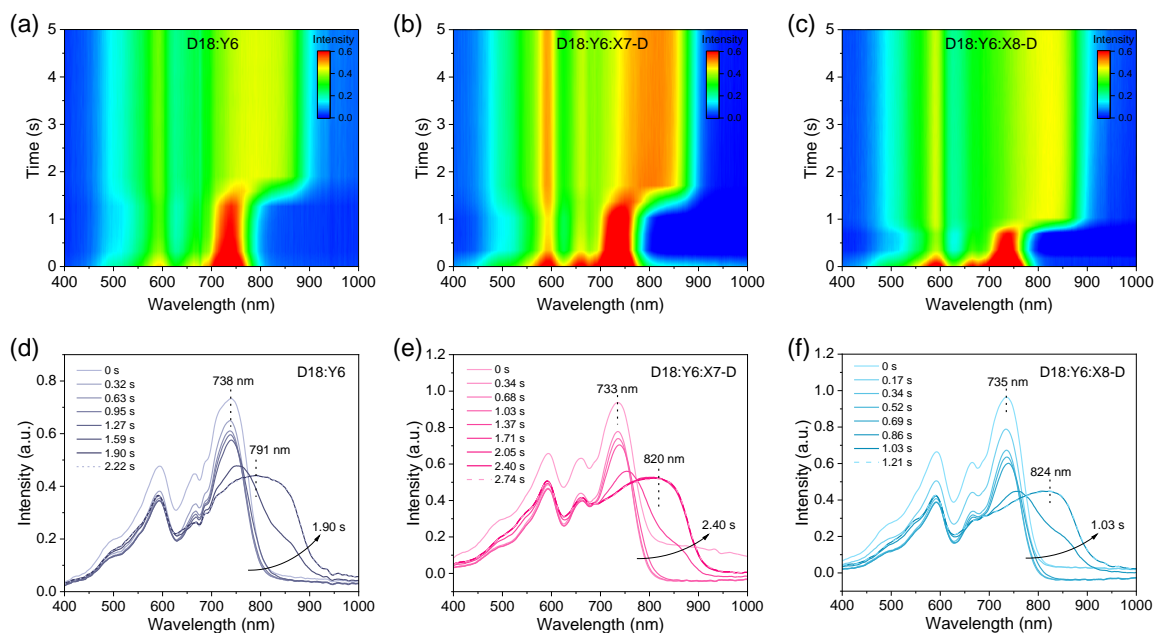 (a)
D18:Y6
Intensity
0.6
0.4
0.2
0.0
5
4
3
2
1
0
Time (s)
400 500 600 700 800 900 1000
Wavelength (nm)
(b)
D18:Y6:X7-D
Intensity
0.6
0.4
0.2
0.0
5
4
3
2
1
0
Time (s)
400 500 600 700 800 900 1000
Wavelength (nm)
(c)
D18:Y6:X8-D
Intensity
0.6
0.4
0.2
0.0
5
4
3
2
1
0
Time (s)
400 500 600 700 800 900 1000
Wavelength (nm)
(d)
D18:Y6
0 s
0.32 s
0.63 s
0.95 s
1.27 s
1.59 s
1.90 s
2.22 s
738 nm
791 nm
1.90 s
0.8
0.6
0.4
0.2
0.0
Intensity (a.u.)
400 500 600 700 800 900 1000
Wavelength (nm)
(e)
D18:Y6:X7-D
0 s
0.34 s
0.68 s
1.03 s
1.37 s
1.71 s
2.05 s
2.40 s
2.74 s
733 nm
820 nm
2.40 s
1.2
1.0
0.8
0.6
0.4
0.2
0.0
Intensity (a.u.)
400 500 600 700 800 900 1000
Wavelength (nm)
(f)
D18:Y6:X8-D
0 s
0.17 s
0.34 s
0.52 s
0.69 s
0.86 s
1.03 s
1.21 s
735 nm
824 nm
1.03 s
1.2
1.0
0.8
0.6
0.4
0.2
0.0
Intensity (a.u.)
400 500 600 700 800 900 1000
Wavelength (nm)